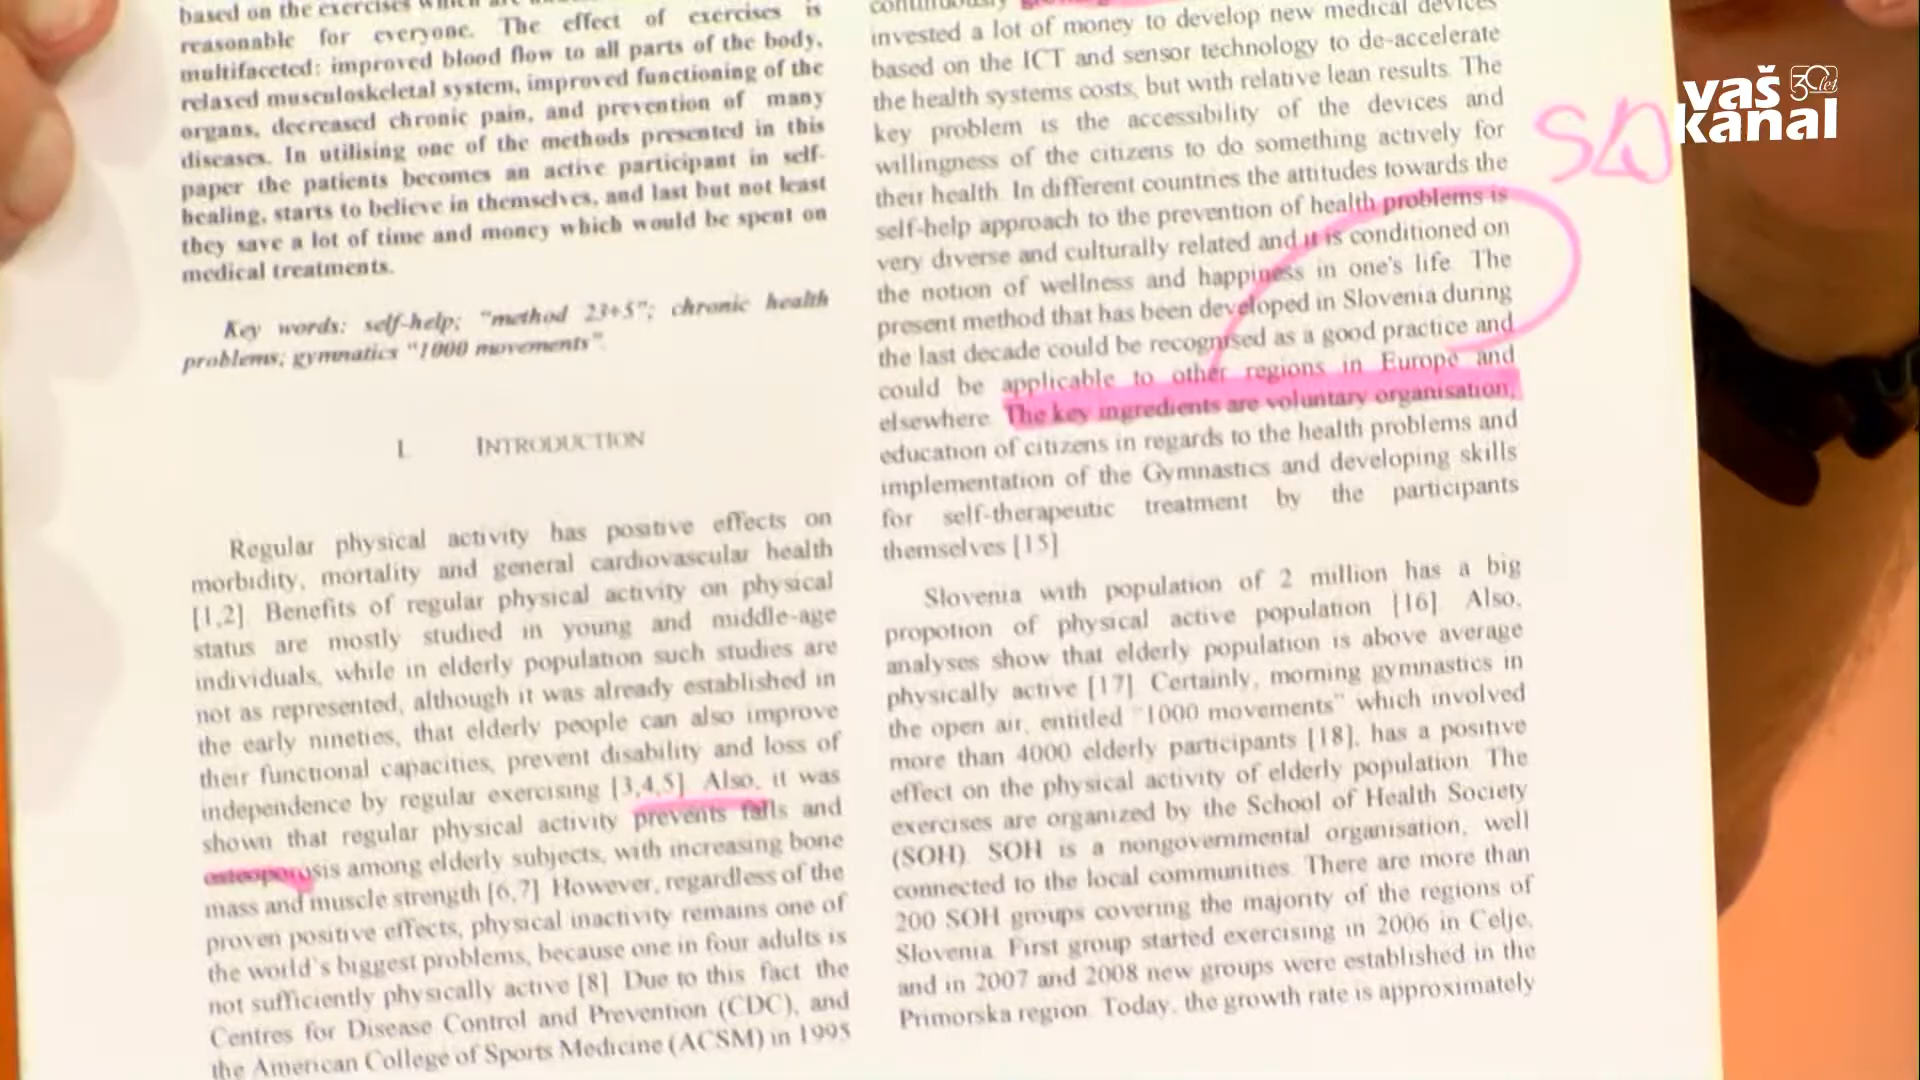 based on the exercises which are
reasonable for everyone. The effect of exercises is
multifaceted: improved blood flow to all parts of the body,
relaxed musculoskeletal system, improved functioning of the
organs, decreased chronic pain, and prevention of many
diseases. In utilising one of the methods presented in this
paper the patients becomes an active participant in self-
healing, starts to believe in themselves, and last but not least
they save a lot of time and money which would be spent on
medical treatments.
Key words: self-help; "method 23+5"; chronic health
problems; gymnatics "1000 movements".
I. INTRODUCTION
Regular physical activity has positive effects on
morbidity, mortality and general cardiovascular health
[1,2]. Benefits of regular physical activity on physical
status are mostly studied in young and middle-age
individuals, while in elderly population such studies are
not as represented, although it was already established in
the early nineties, that elderly people can also improve
their functional capacities, prevent disability and loss of
independence by regular exercising [3,4,5]. Also, it was
shown that regular physical activity prevents falls and
osteoporosis among elderly subjects, with increasing bone
mass and muscle strength [6,7]. However, regardless of the
proven positive effects, physical inactivity remains one of
the world's biggest problems, because one in four adults is
not sufficiently physically active [8]. Due to this fact the
Centres for Disease Control and Prevention (CDC), and
the American College of Sports Medicine (ACSM) in 1995
continuously
invested a lot of money to develop new medical devices
based on the ICT and sensor technology to de-accelerate
the health systems costs, but with relative lean results. The
key problem is the accessibility of the devices and
willingness of the citizens to do something actively for
their health. In different countries the attitudes towards the
self-help approach to the prevention of health problems is
very diverse and culturally related and it is conditioned on
the notion of wellness and happiness in one's life. The
present method that has been developed in Slovenia during
the last decade could be recognised as a good practice and
could be applicable to other regions in Europe and
elsewhere. The key ingredients are voluntary organisation,
education of citizens in regards to the health problems and
implementation of the Gymnastics and developing skills
for self-therapeutic treatment by the participants
themselves [15].
Slovenia with population of 2 million has a big
propotion of physical active population [16]. Also,
analyses show that elderly population is above average
physically active [17]. Certainly, morning gymnastics in
the open air, entitled "1000 movements" which involved
more than 4000 elderly participants [18], has a positive
effect on the physical activity of elderly population. The
exercises are organized by the School of Health Society
(SOH). SOH is a nongovernmental organisation, well
connected to the local communities. There are more than
200 SOH groups covering the majority of the regions of
Slovenia. First group started exercising in 2006 in Celje,
and in 2007 and 2008 new groups were established in the
Primorska region. Today, the growth rate is approximately
vaš 30 let
kanal